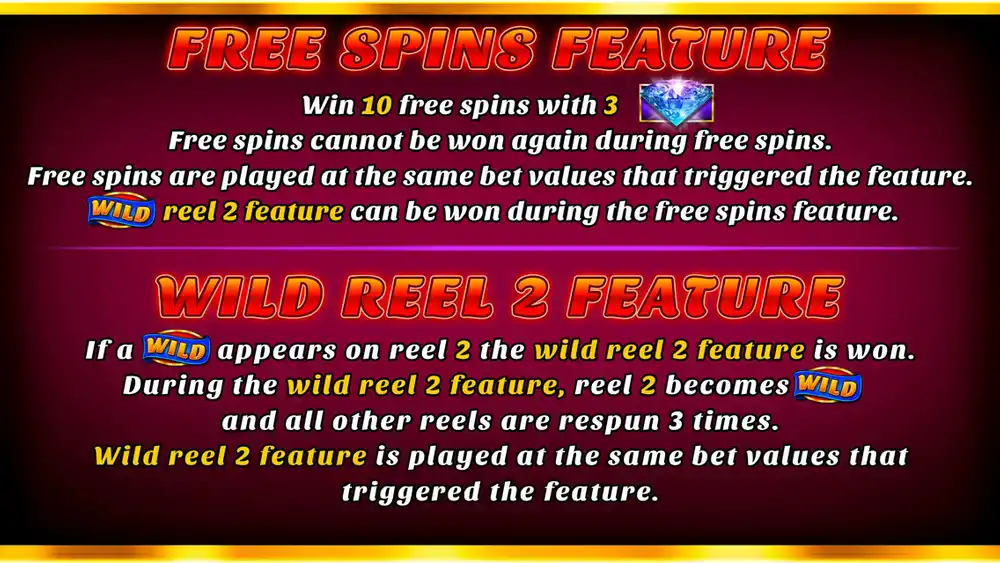 FREE SPINS FEATURE
Win 10 free spins with 3
Free spins cannot be won again during free spins.
Free spins are played at the same bet values that triggered the feature.
WILD reel 2 feature can be won during the free spins feature.
WILD REEL 2 FEATURE
If a WILD appears on reel 2 the wild reel 2 feature is won.
During the wild reel 2 feature, reel 2 becomes WILD
and all other reels are respun 3 times.
Wild reel 2 feature is played at the same bet values that
triggered the feature.